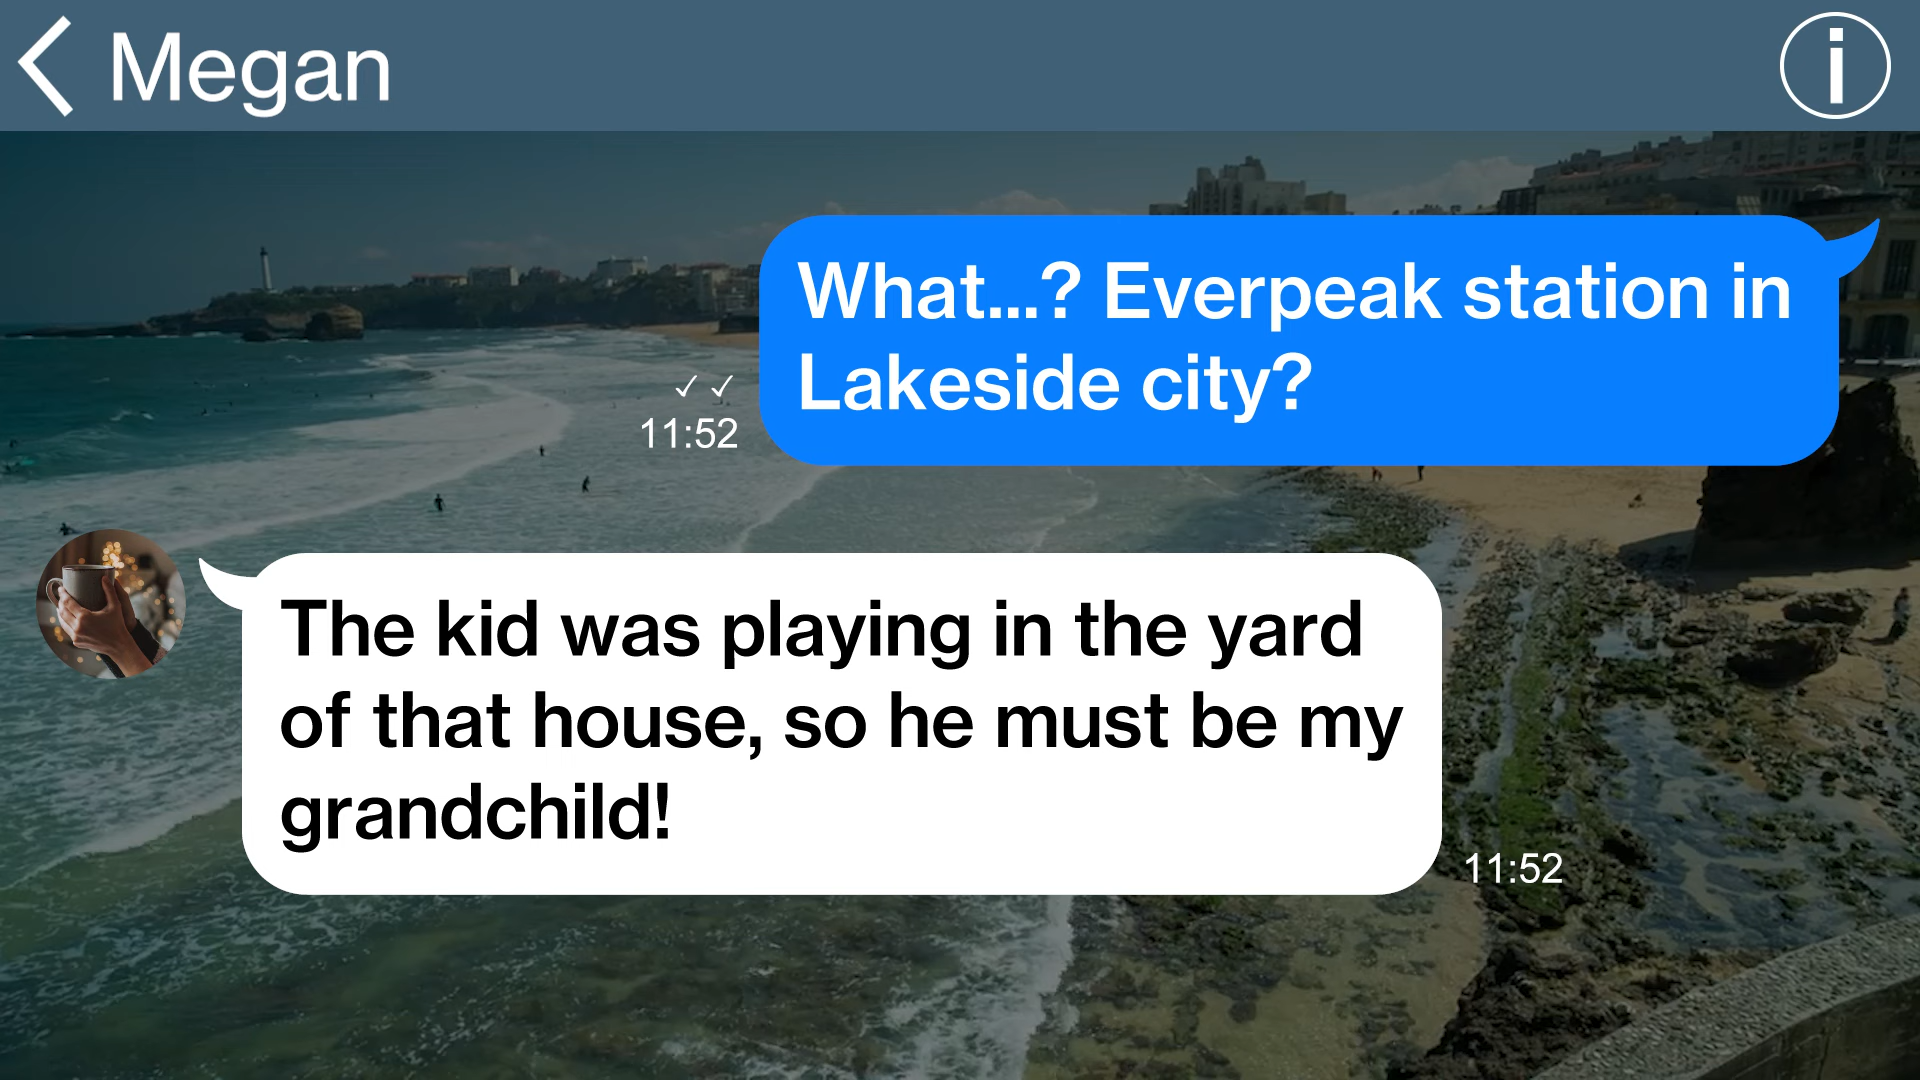 Megan
What...? Everpeak station in
Lakeside city?
✓ ✓
11:52
The kid was playing in the yard
of that house, so he must be my
grandchild!
11:52